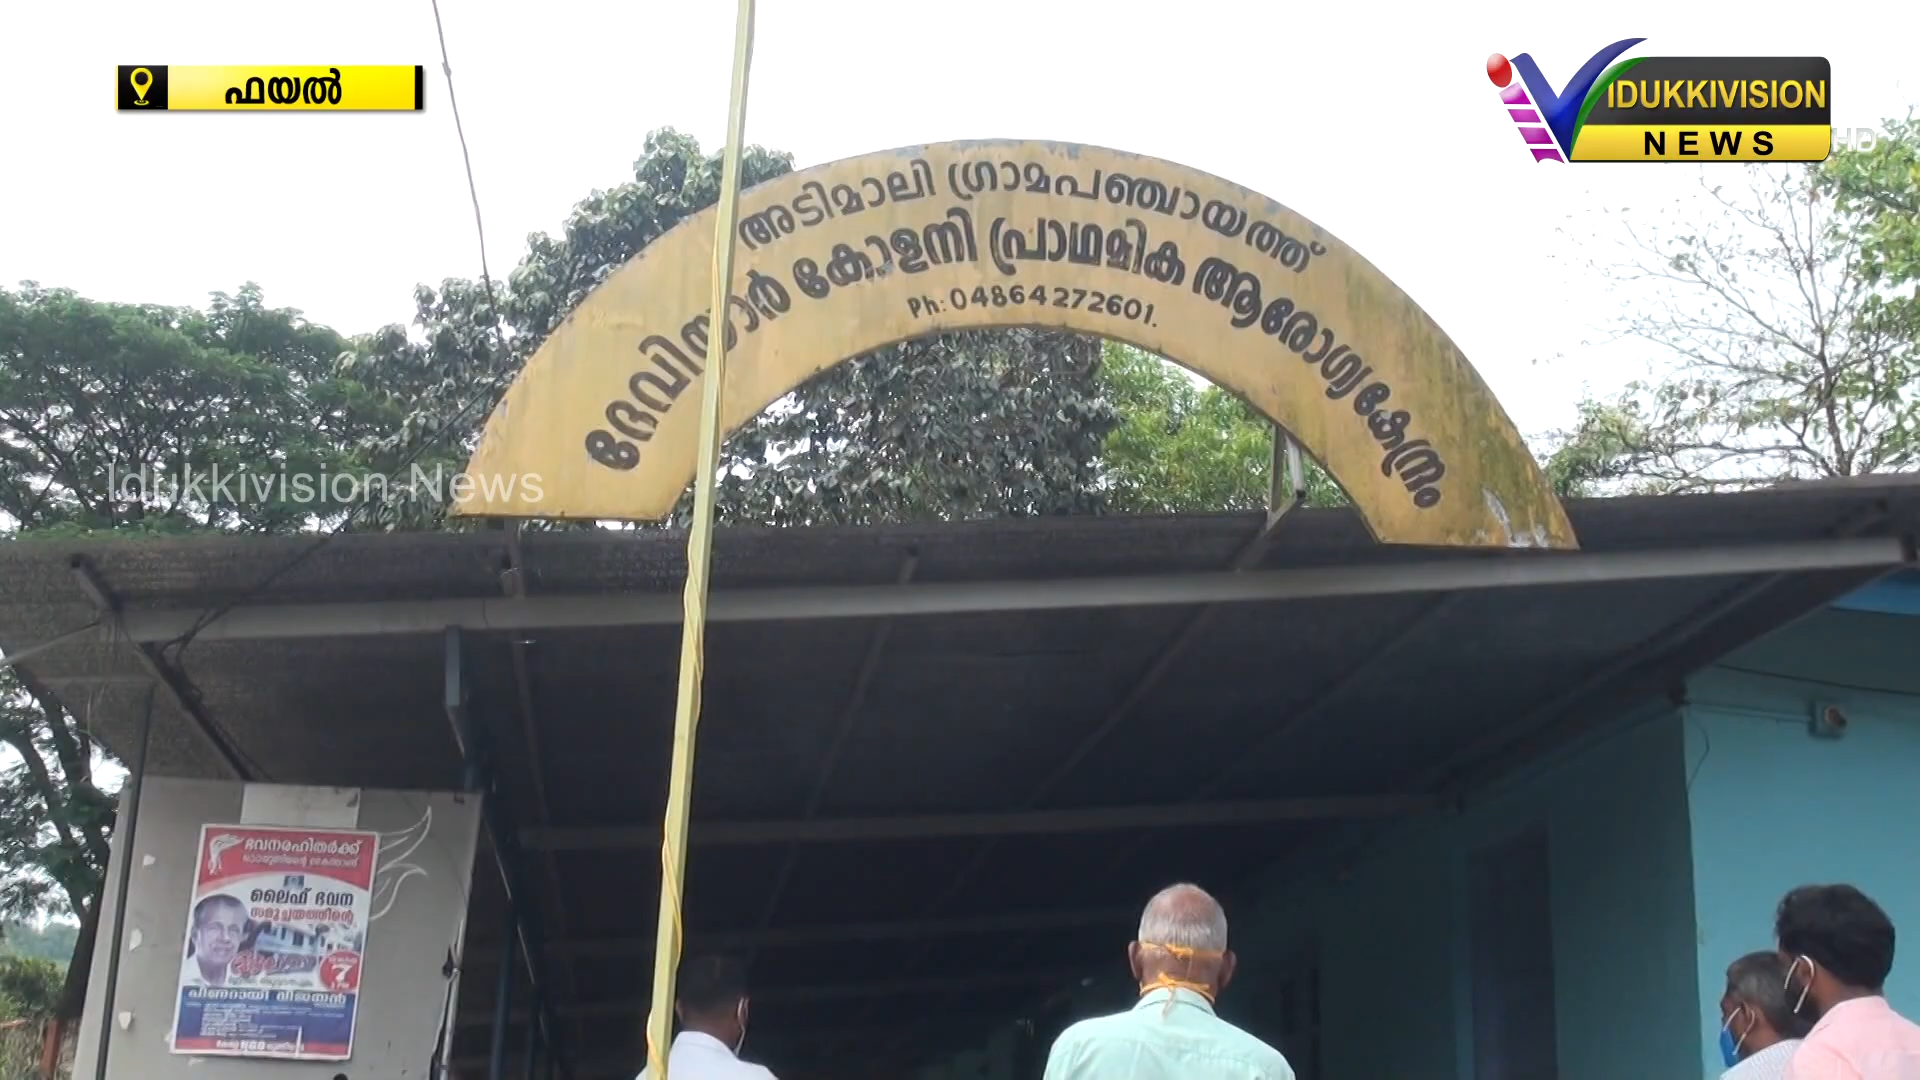 ഫയൽ
IDUKKIVISION
NEWS
HD
അടിമാലി ഗ്രാമപഞ്ചായത്ത്
ദേവിയാർ കോളനി പ്രാഥമിക ആരോഗ്യകേന്ദ്രം
Ph: 04864272601.
Idukkivision News
ഭവനരഹിതർക്ക്
ലൈഫ് ഭവന
സമുച്ചയത്തിന്റെ
7
പിണറായി വിജയൻ